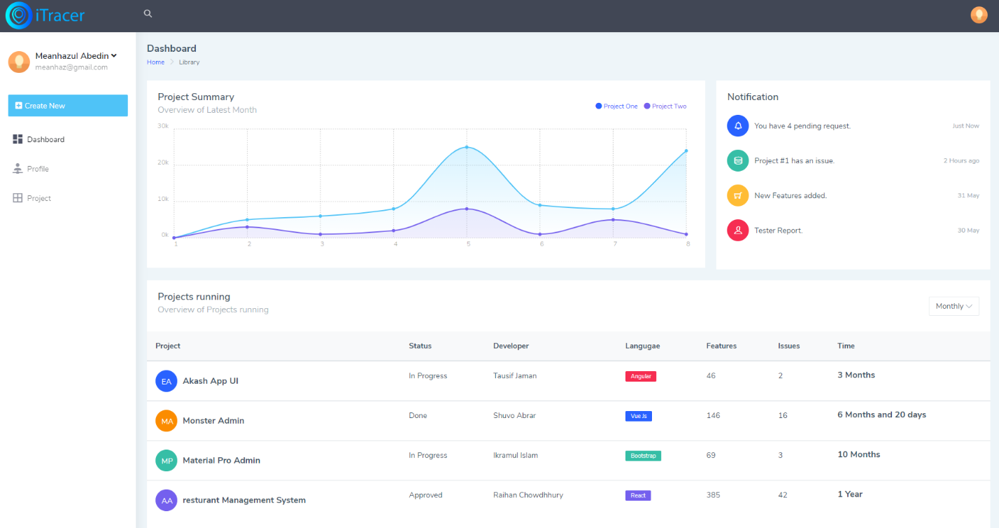 iTracer
Meanhazul Abedin
meanhaz@gmail.com
Create New
Dashboard
Profile
Project
Dashboard
Home Library
Project Summary
Overview of Latest Month
Project One Project Two
30k
20k
10k
0k
1 2 3 4 5 6 7 8
Notification
You have 4 pending request. Just Now
Project #1 has an issue. 2 Hours ago
New Features added. 31 May
Tester Report. 30 May
Projects running
Overview of Projects running
Monthly
Project Status Developer Langugae Features Issues Time
EA Akash App UI In Progress Tausif Jaman Angular 46 2 3 Months
MA Monster Admin Done Shuvo Abrar Vue Js 146 16 6 Months and 20 days
MP Material Pro Admin In Progress Ikramul Islam Bootstrap 69 3 10 Months
AA resturant Management System Approved Raihan Chowdhhury React 385 42 1 Year